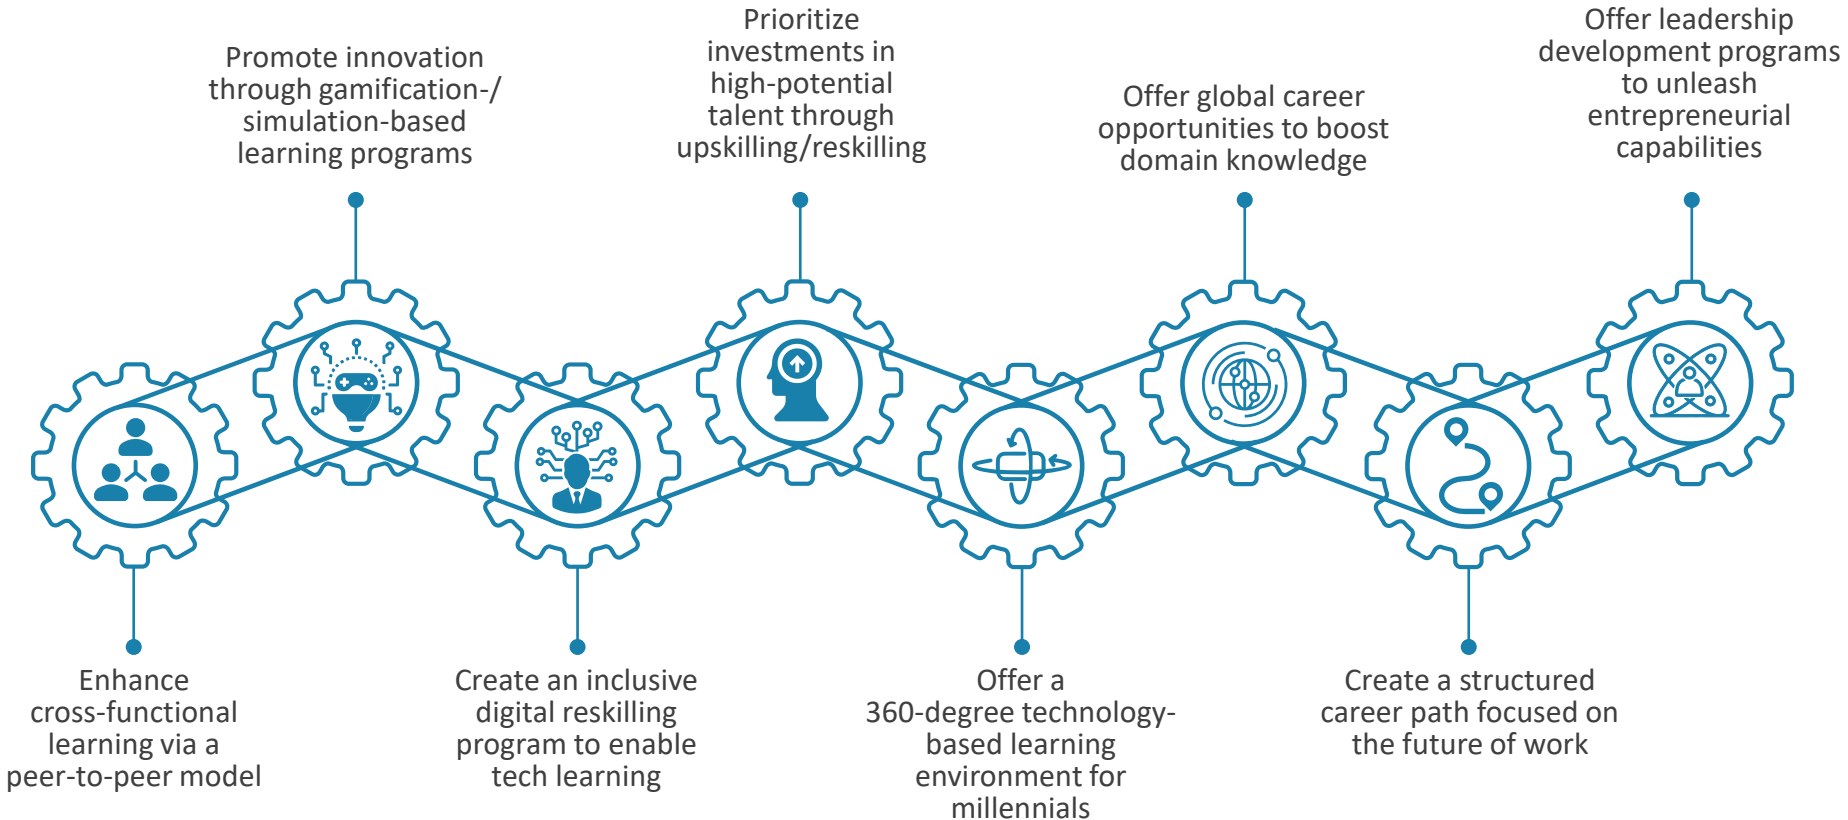 Promote innovation
through gamification-/
simulation-based
learning programs
Prioritize
investments in
high-potential
talent through
upskilling/reskilling
Offer global career
opportunities to boost
domain knowledge
Offer leadership
development programs
to unleash
entrepreneurial
capabilities
Enhance
cross-functional
learning via a
peer-to-peer model
Create an inclusive
digital reskilling
program to enable
tech learning
Offer a
360-degree technology-
based learning
environment for
millennials
Create a structured
career path focused on
the future of work